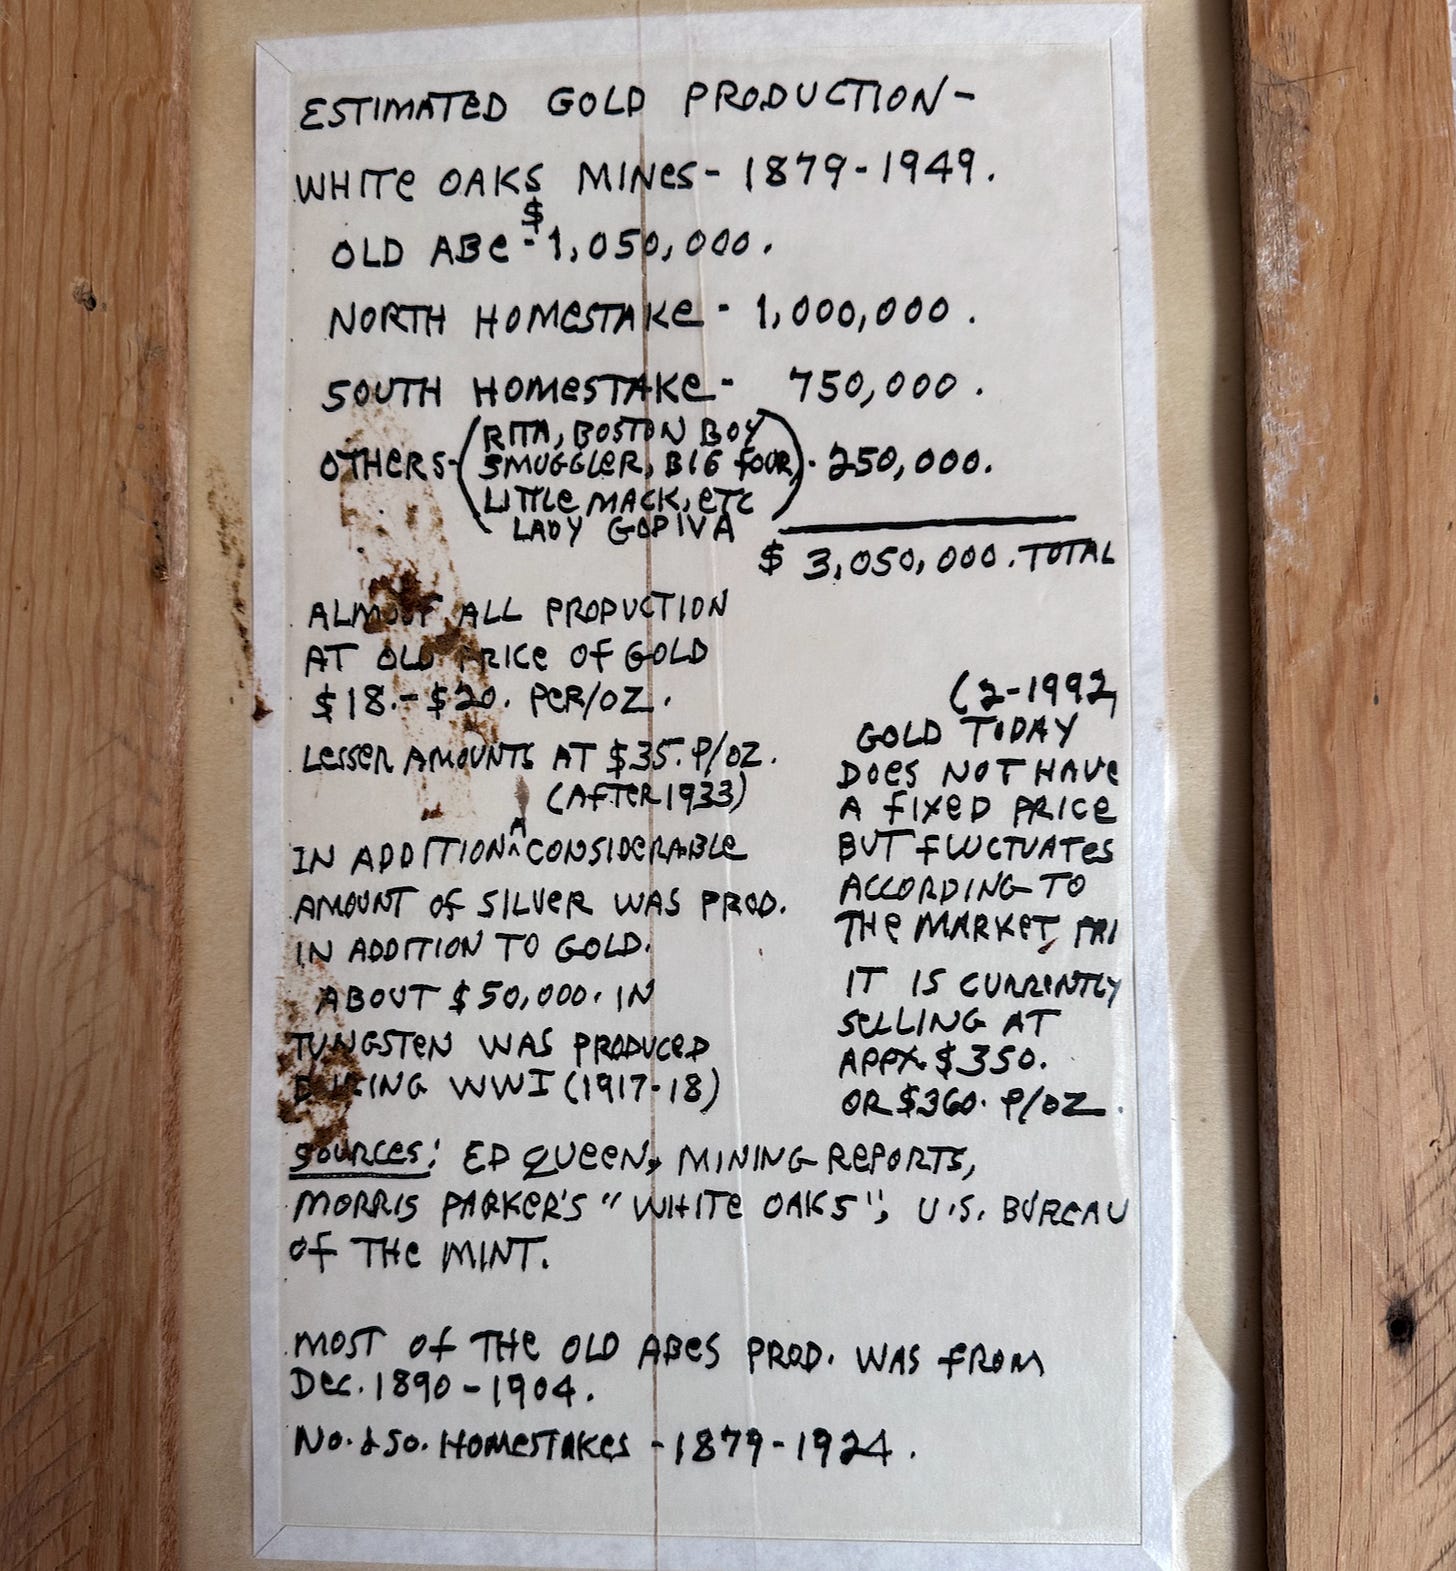 ESTIMATED GOLD PRODUCTION-
WHITE OAKS MINES- 1879-1949.
OLD ABE - $1,050,000.
NORTH HOMESTAKE - 1,000,000.
SOUTH HOMESTAKE - 750,000.
OTHERS-(RITA, BOSTON BOY
SMUGGLER, BIG FOUR,
LITTLE MACK, ETC
LADY GODIVA). 250,000.
$ 3,050,000. TOTAL
ALMOST ALL PRODUCTION
AT OLD PRICE OF GOLD
$18.-$20. PER/OZ.
LESSER AMOUNTS AT $35. P/OZ.
(AFTER 1933)
IN ADDITION A CONSIDERABLE
AMOUNT OF SILVER WAS PROD.
IN ADDITION TO GOLD.
ABOUT $50,000. IN
TUNGSTEN WAS PRODUCED
DURING WWI (1917-18)
(2-1992)
GOLD TODAY
DOES NOT HAVE
A FIXED PRICE
BUT FLUCTUATES
ACCORDING TO
THE MARKET PRI
IT IS CURRENTLY
SELLING AT
APPX. $350.
OR $360. P/OZ.
SOURCES: ED QUEEN, MINING REPORTS,
MORRIS PARKER'S "WHITE OAKS", U.S. BUREAU
OF THE MINT.
MOST OF THE OLD ABES PROD. WAS FROM
DEC. 1890-1904.
NO. & SO. HOMESTAKES -1879-1924.